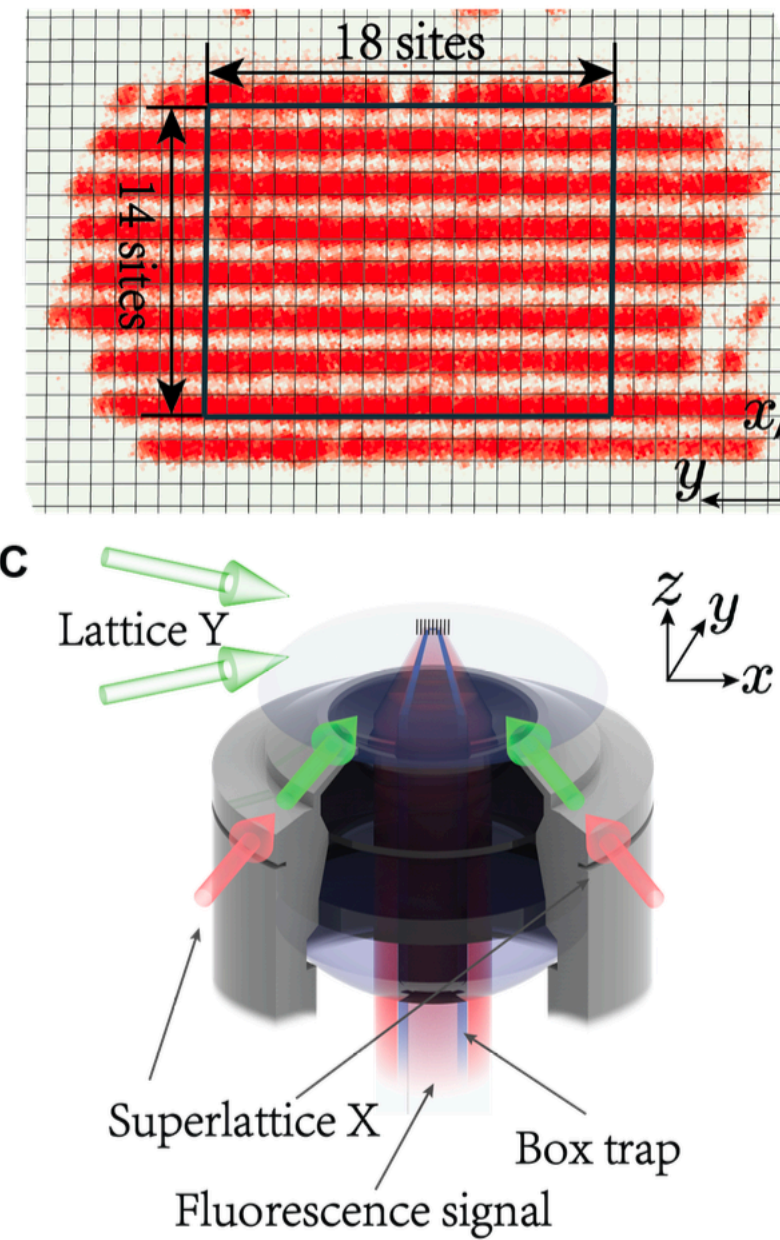 18 sites
14 sites
x
y
C
Lattice Y
z
y
x
Superlattice X
Box trap
Fluorescence signal